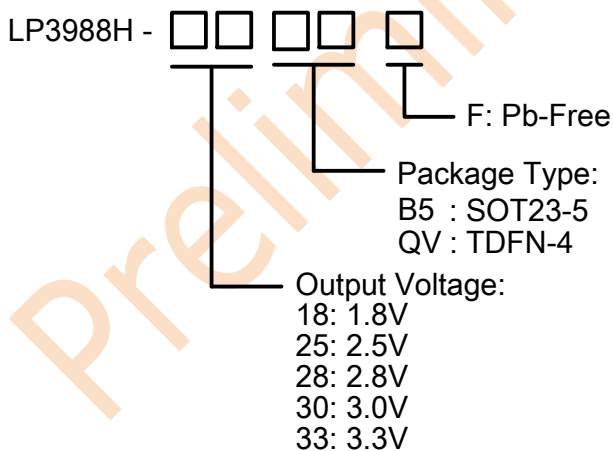 LP3988H - □□ □□ □
F: Pb-Free
Package Type:
B5 : SOT23-5
QV : TDFN-4
Output Voltage:
18: 1.8V
25: 2.5V
28: 2.8V
30: 3.0V
33: 3.3V
Prelimi